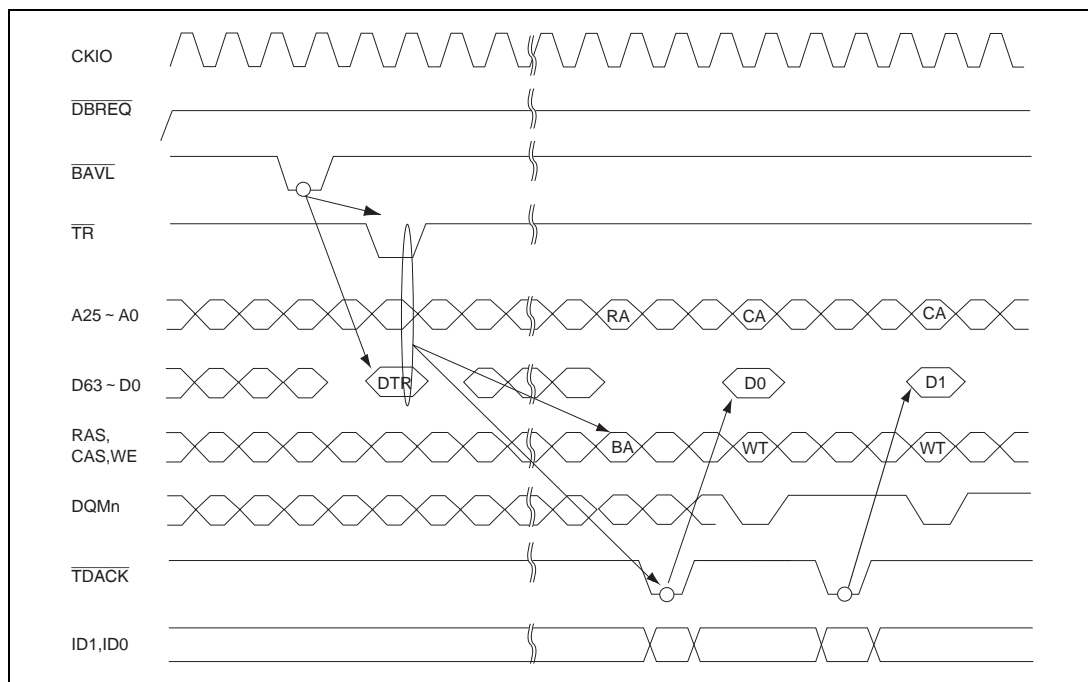 CKIO
DBREQ
BAVL
TR
A25 ~ A0
RA
CA
CA
D63 ~ D0
DTR
D0
D1
RAS,
CAS,WE
BA
WT
WT
DQMn
TDACK
ID1,ID0